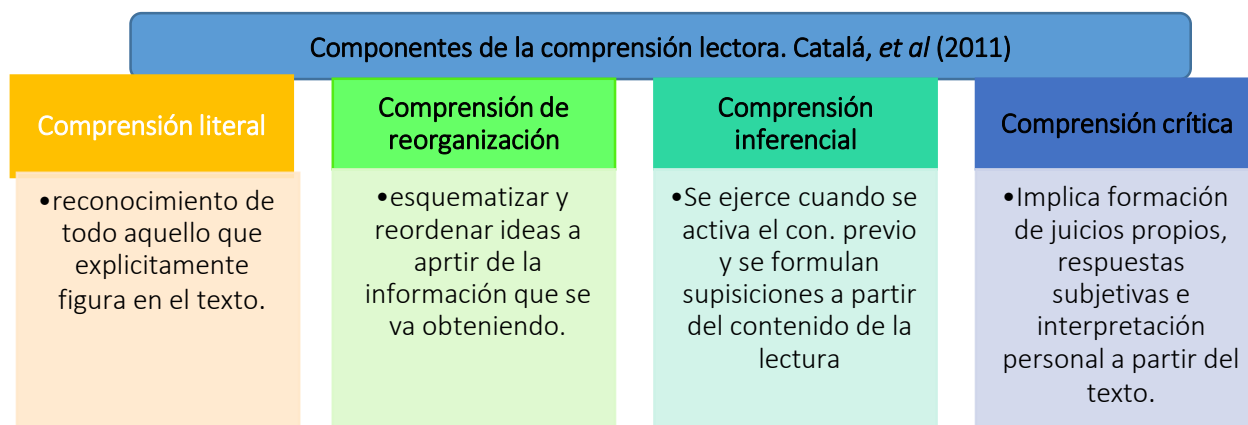 Componentes de la comprensión lectora. Catalá, et al (2011)
Comprensión literal
•reconocimiento de
todo aquello que
explicitamente
figura en el texto.
Comprensión de
reorganización
•esquematizar y
reordenar ideas a
aprtir de la
información que se
va obteniendo.
Comprensión
inferencial
•Se ejerce cuando se
activa el con. previo
y se formulan
supisiciones a partir
del contenido de la
lectura
Comprensión crítica
•Implica formación
de juicios propios,
respuestas
subjetivas e
interpretación
personal a partir del
texto.